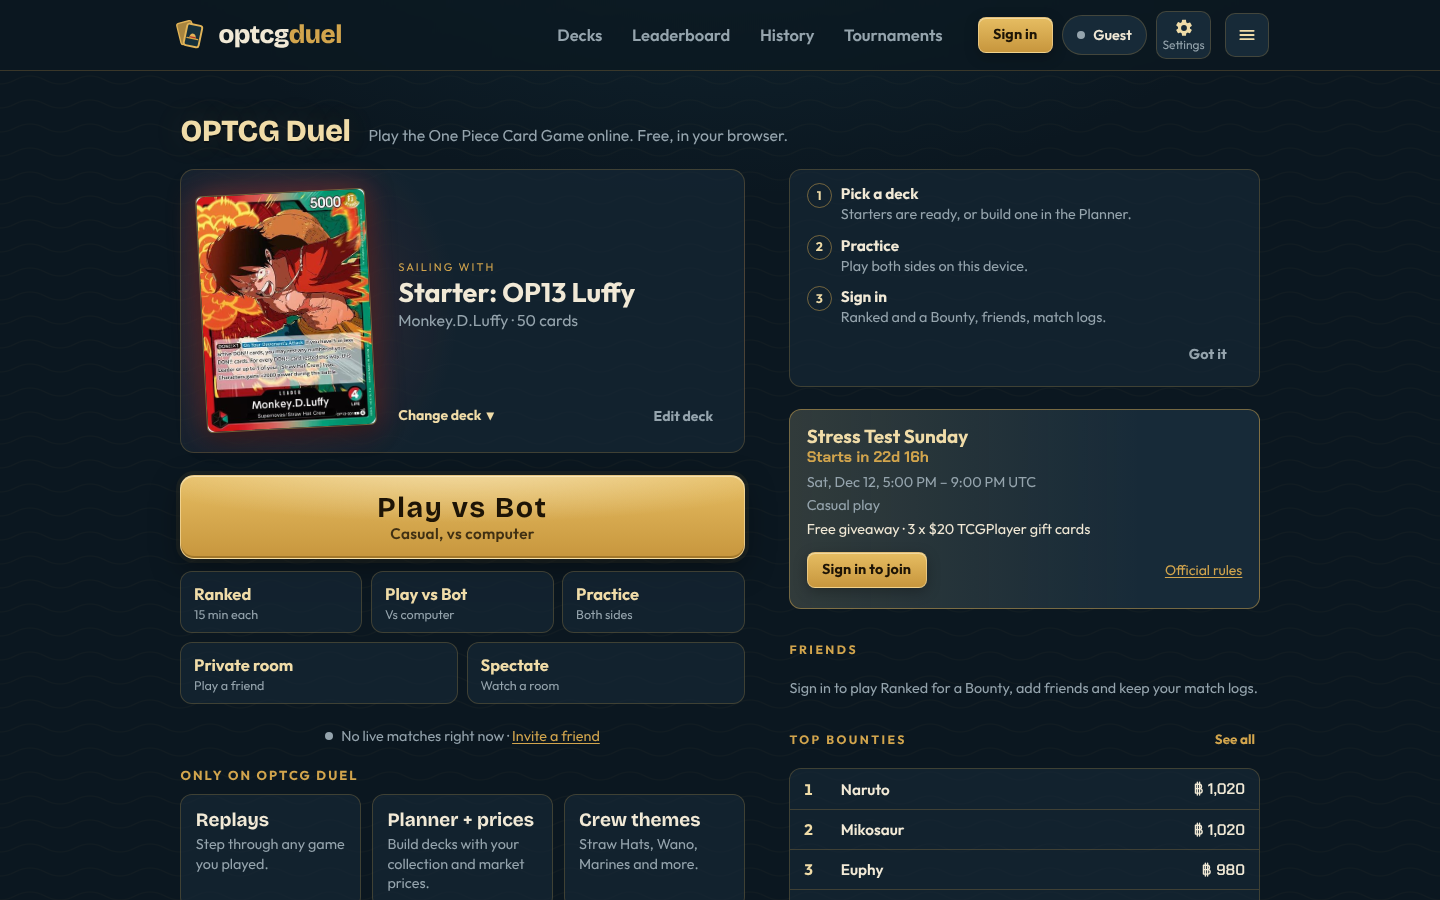 optcgduel
Decks
Leaderboard
History
Tournaments
Sign in
Guest
Settings
OPTCG Duel
Play the One Piece Card Game online. Free, in your browser.
5000
LEADER
Monkey.D.Luffy
4
LIFE
SAILING WITH
Starter: OP13 Luffy
Monkey.D.Luffy · 50 cards
Change deck ▾
Edit deck
Play vs Bot
Casual, vs computer
Ranked
15 min each
Play vs Bot
Vs computer
Practice
Both sides
Private room
Play a friend
Spectate
Watch a room
No live matches right now · Invite a friend
ONLY ON OPTCG DUEL
Replays
Step through any game
you played.
Planner + prices
Build decks with your
collection and market
prices.
Crew themes
Straw Hats, Wano,
Marines and more.
1
Pick a deck
Starters are ready, or build one in the Planner.
2
Practice
Play both sides on this device.
3
Sign in
Ranked and a Bounty, friends, match logs.
Got it
Stress Test Sunday
Starts in 22d 16h
Sat, Dec 12, 5:00 PM – 9:00 PM UTC
Casual play
Free giveaway · 3 x $20 TCGPlayer gift cards
Sign in to join
Official rules
FRIENDS
Sign in to play Ranked for a Bounty, add friends and keep your match logs.
TOP BOUNTIES
See all
1 Naruto ฿ 1,020
2 Mikosaur ฿ 1,020
3 Euphy ฿ 980